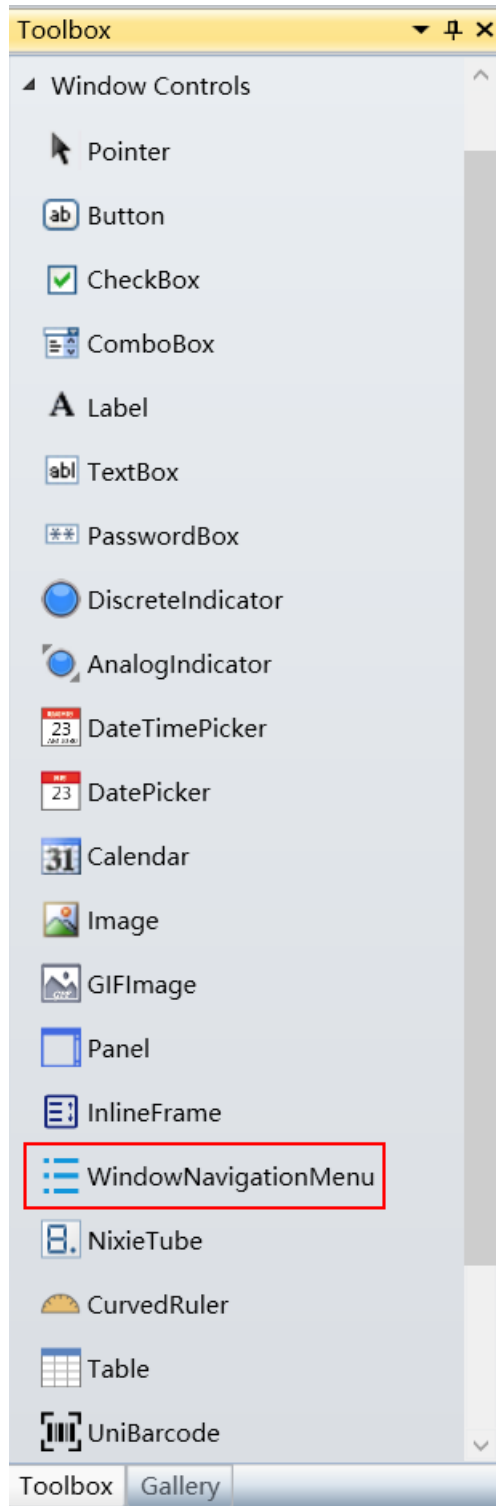 Toolbox
Window Controls
Pointer
ab Button
CheckBox
ComboBox
A Label
abl TextBox
** PasswordBox
DiscreteIndicator
AnalogIndicator
23 DateTimePicker
23 DatePicker
31 Calendar
Image
GIFImage
Panel
InlineFrame
WindowNavigationMenu
8. NixieTube
CurvedRuler
Table
UniBarcode
Toolbox Gallery